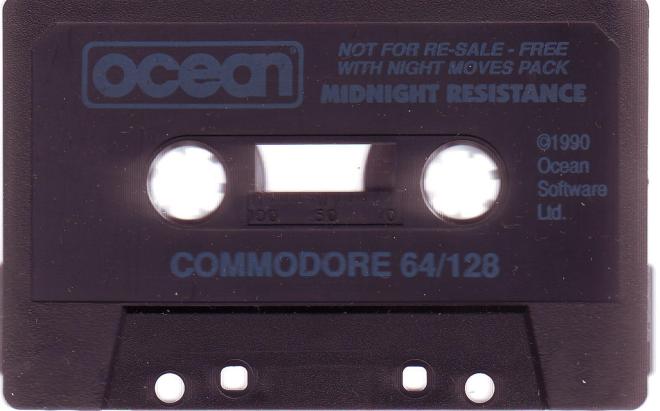 ocean
NOT FOR RE-SALE - FREE
WITH NIGHT MOVES PACK
MIDNIGHT RESISTANCE
©1990
Ocean
Software
Ltd.
100 50 0
COMMODORE 64/128